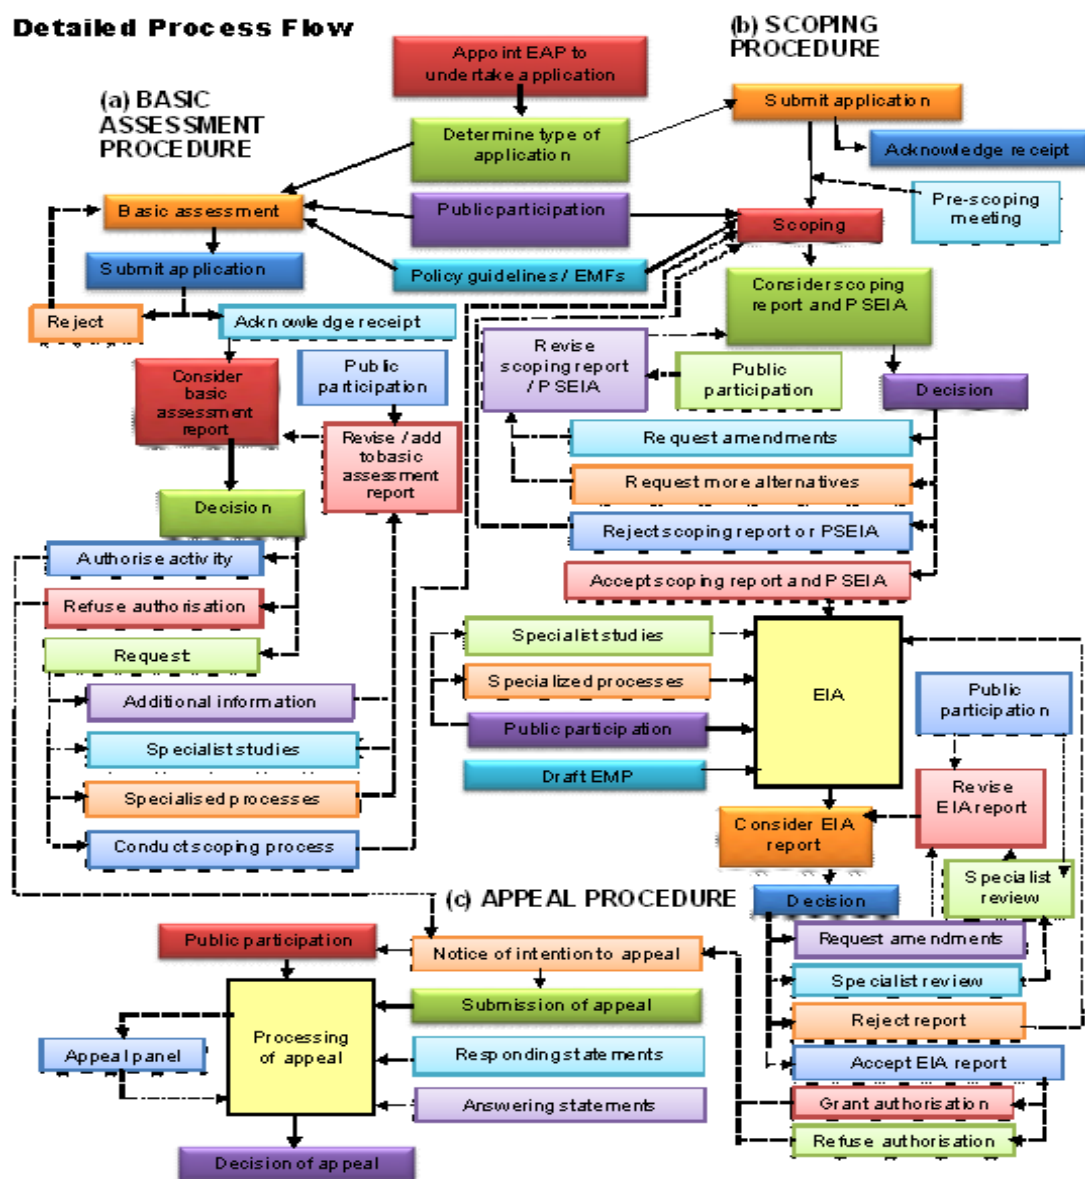 Detailed Process Flow
(b) SCOPING
PROCEDURE
Appoint EAP to
undertake application
(a) BASIC
ASSESSMENT
PROCEDURE
Submit application
Determine type of
application
Acknowledge receipt
Basic assessment
Public participation
Pre-scoping
meeting
Scoping
Submit application
Policy guidelines / EMFs
Consider scoping
report and PSEIA
Reject
Acknowledge receipt
Revise
scoping report
/ PSEIA
Public
participation
Consider
basic
assessment
report
Public
participation
Decision
Revise / add
to basic
assessment
report
Request amendments
Request more alternatives
Decision
Reject scoping report or PSEIA
Authorise activity
Accept scoping report and PSEIA
Refuse authorisation
Specialist studies
Request
EIA
Specialized processes
Public
participation
Additional information
Public participation
Specialist studies
Draft EMP
Revise
EIA report
Specialised processes
Consider EIA
report
Conduct scoping process
Specialist
review
(c) APPEAL PROCEDURE
Decision
Public participation
Notice of intention to appeal
Request amendments
Submission of appeal
Specialist review
Processing
of appeal
Reject report
Appeal panel
Responding statements
Accept EIA report
Answering statements
Grant authorisation
Refuse authorisation
Decision of appeal